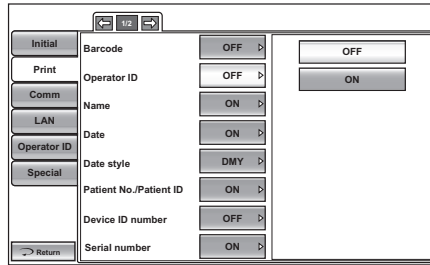 1/2
Initial
Print
Comm
LAN
Operator ID
Special
Return
Barcode OFF
Operator ID OFF
Name ON
Date ON
Date style DMY
Patient No./Patient ID ON
Device ID number OFF
Serial number ON
OFF
ON